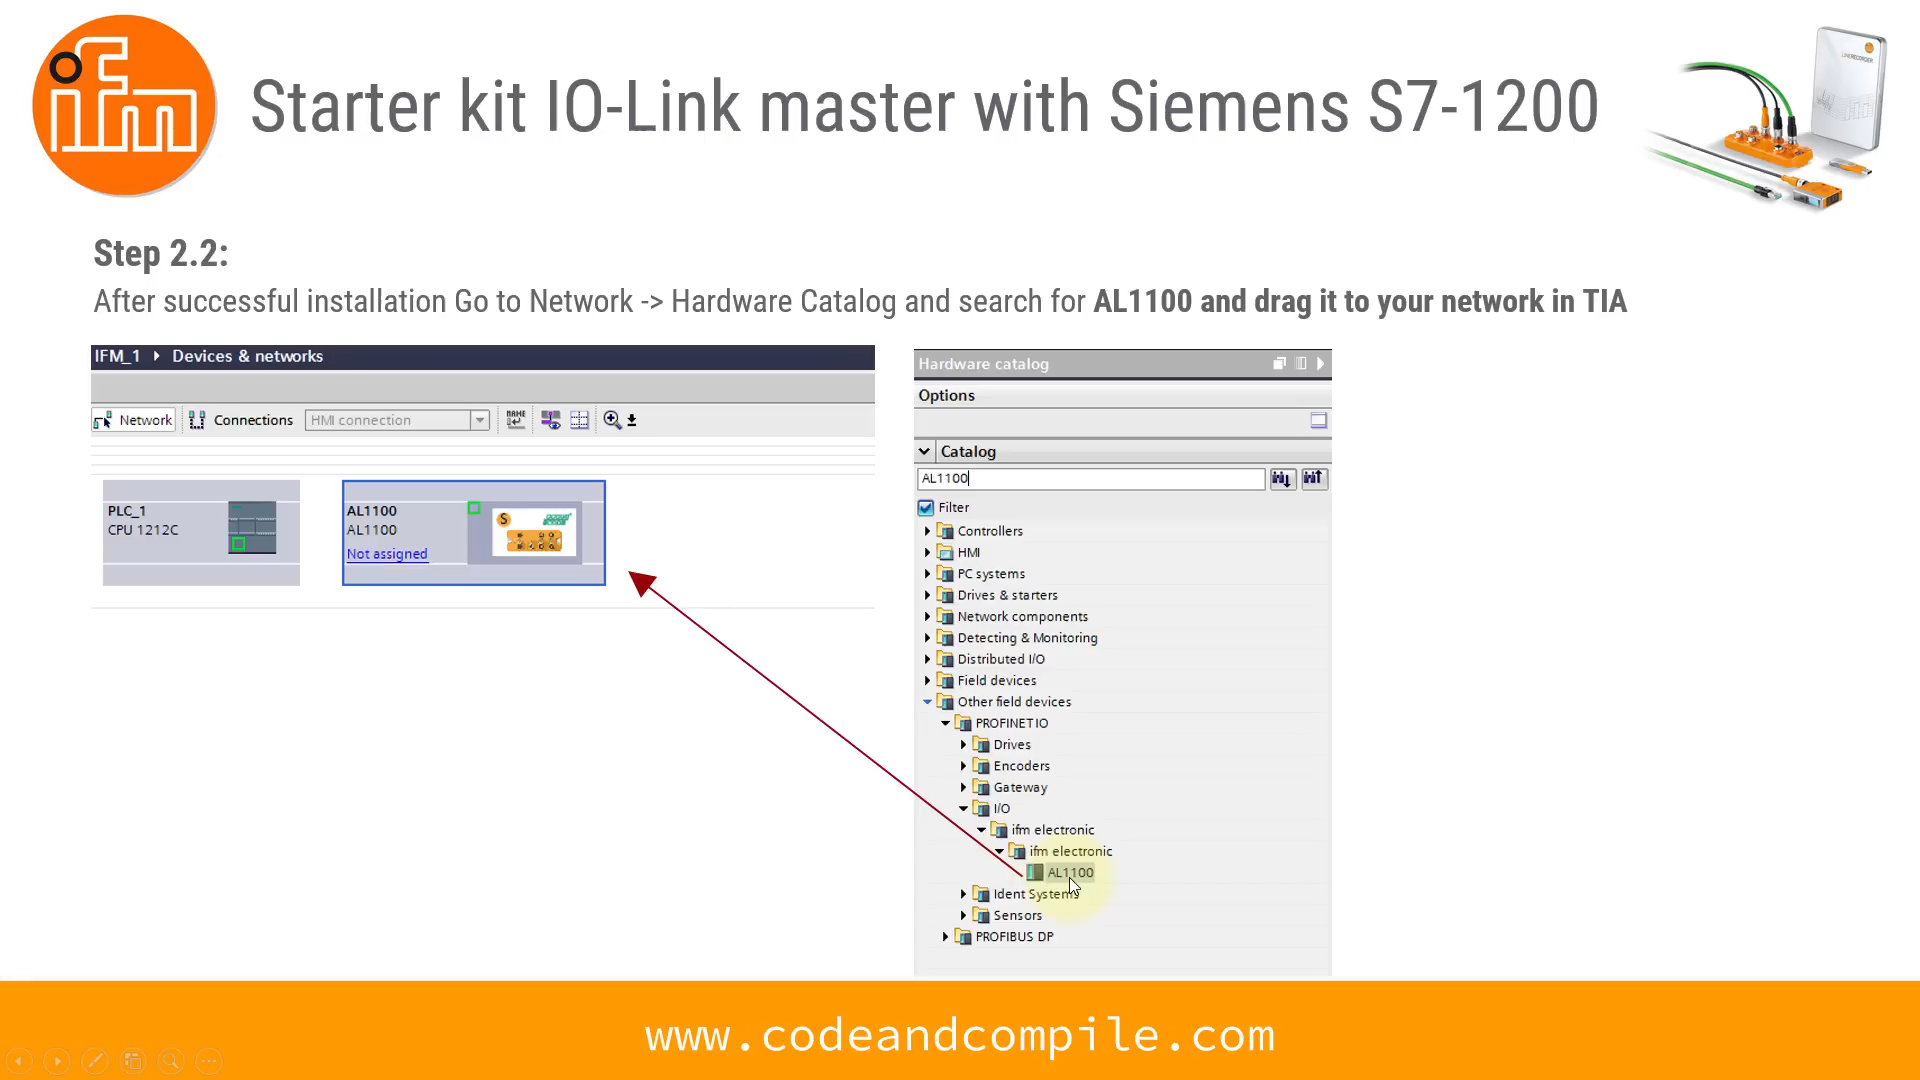 ifm
Starter kit IO-Link master with Siemens S7-1200
Step 2.2:
After successful installation Go to Network -> Hardware Catalog and search for AL1100 and drag it to your network in TIA
IFM_1 Devices & networks
Network Connections HMI connection
PLC_1
CPU 1212C
AL1100
AL1100
Not assigned
Hardware catalog
Options
Catalog
AL1100
Filter
Controllers
HMI
PC systems
Drives & starters
Network components
Detecting & Monitoring
Distributed I/O
Field devices
Other field devices
PROFINET IO
Drives
Encoders
Gateway
I/O
ifm electronic
ifm electronic
AL1100
Ident Systems
Sensors
PROFIBUS DP
www.codeandcompile.com